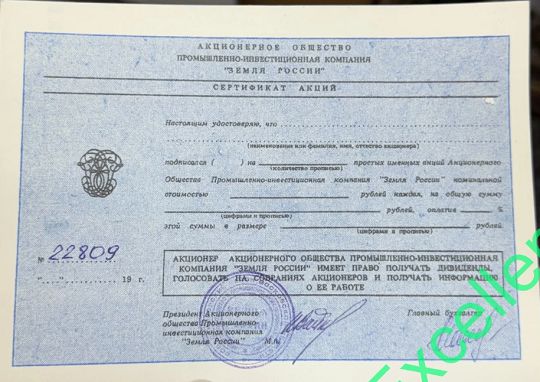 АКЦИОНЕРНОЕ ОБЩЕСТВО
ПРОМЫШЛЕННО-ИНВЕСТИЦИОННАЯ КОМПАНИЯ
"ЗЕМЛЯ РОССИИ"
СЕРТИФИКАТ АКЦИЙ
Настоящим удостоверяю, что
(наименование или фамилия, имя, отчество акционера)
подписался ( ) на простых именных акций Акционерного
(количество прописью)
Общества Промышленно-инвестиционная компания "Земля России" номинальной
стоимостью рублей каждая, на общую сумму
рублей, оплатив %
(цифрами и прописью)
этой суммы в размере рублей
(цифрами и прописью)
№ 22809
" " 19 г.
АКЦИОНЕР АКЦИОНЕРНОГО ОБЩЕСТВА ПРОМЫШЛЕННО-ИНВЕСТИЦИОННАЯ
КОМПАНИЯ "ЗЕМЛЯ РОССИИ" ИМЕЕТ ПРАВО ПОЛУЧАТЬ ДИВИДЕНДЫ,
ГОЛОСОВАТЬ НА СОБРАНИЯХ АКЦИОНЕРОВ И ПОЛУЧАТЬ ИНФОРМАЦИЮ
О ЕЕ РАБОТЕ
Президент Акционерного
общества Промышленно-
инвестиционная компания
"Земля России" М.п.
Главный бухгалтер
Excellen